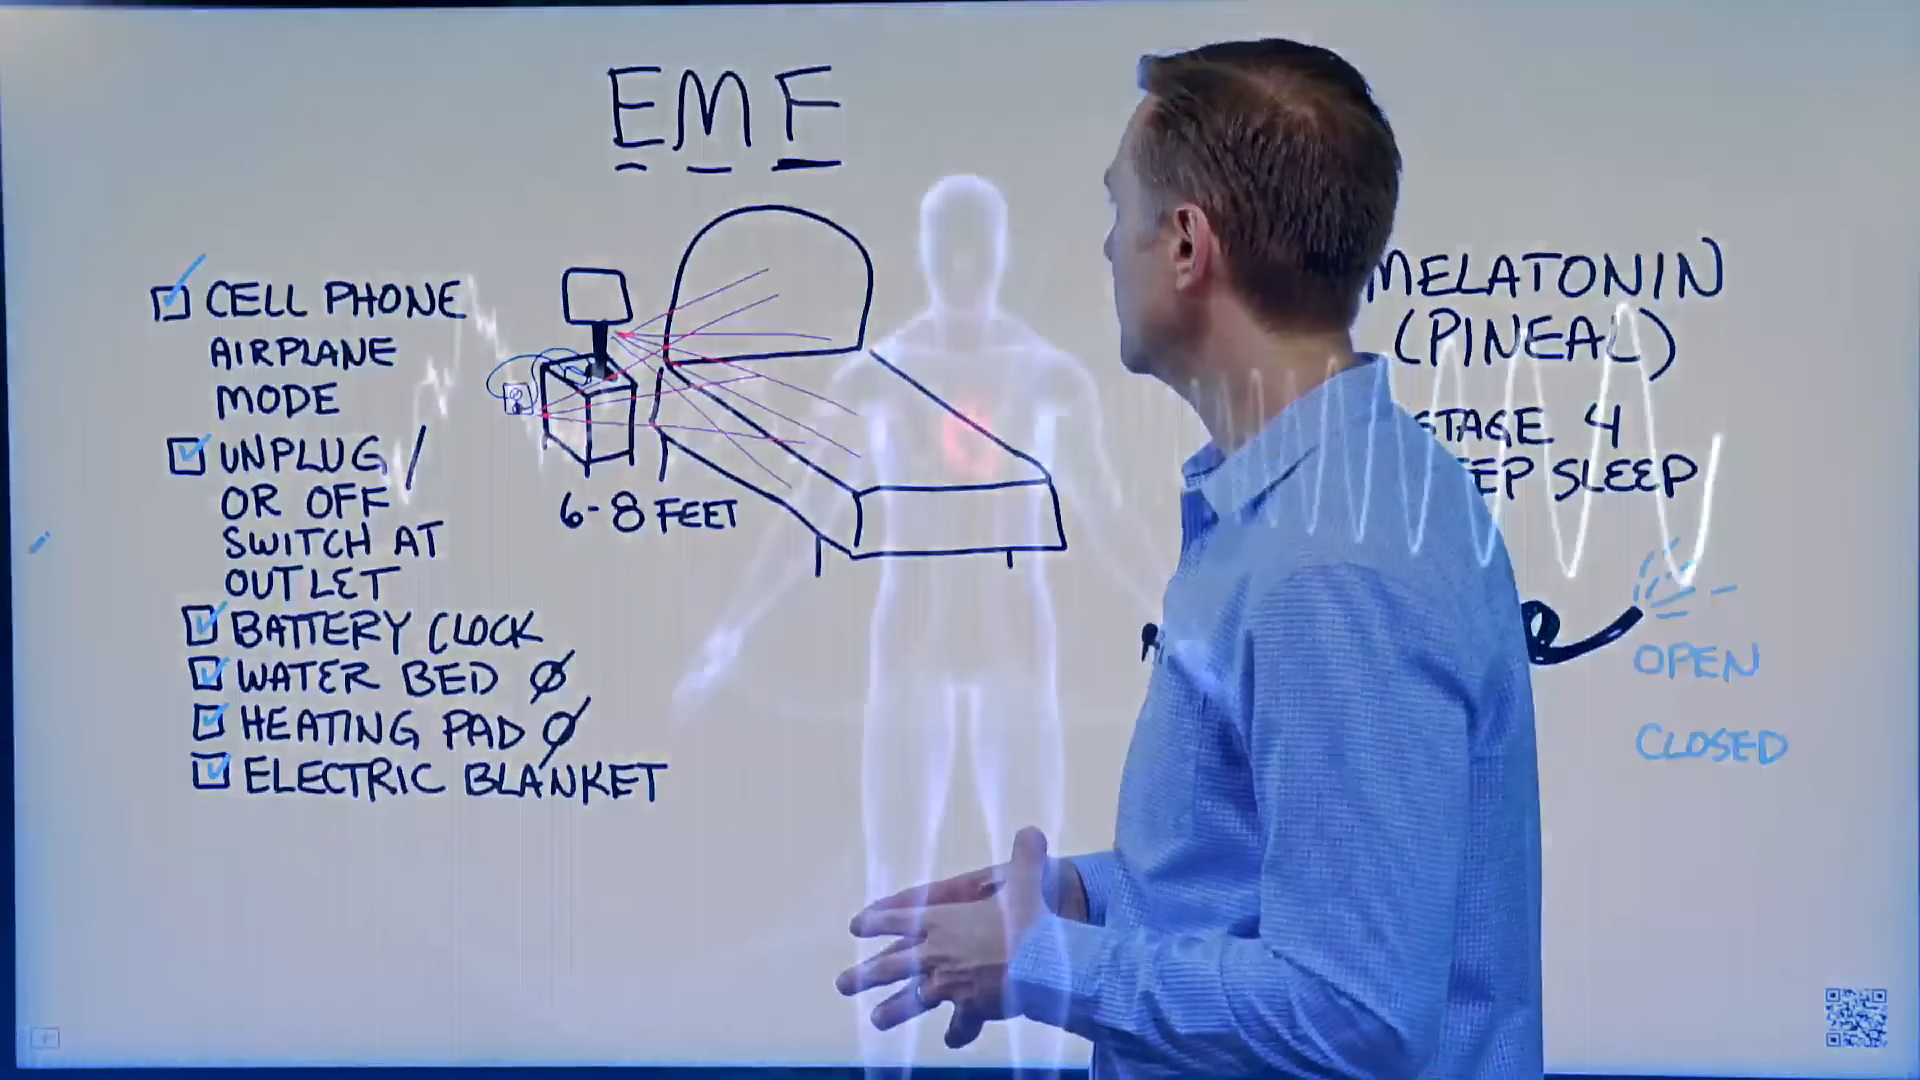 EMF
CELL PHONE
AIRPLANE
MODE
UNPLUG/
OR OFF
SWITCH AT
OUTLET
BATTERY CLOCK
WATER BED Ø
HEATING PAD Ø
ELECTRIC BLANKET
6-8 FEET
MELATONIN
(PINEAL)
STAGE 4
SLEEP
OPEN
CLOSED